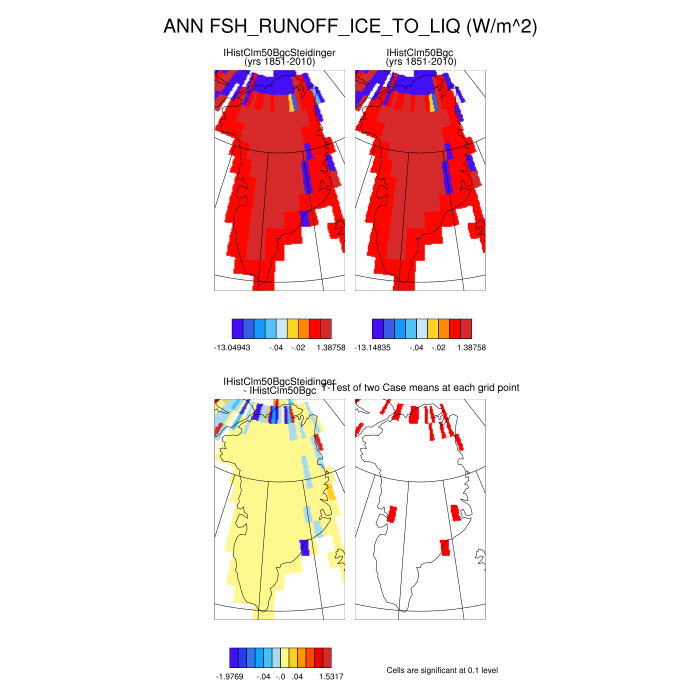 ANN FSH_RUNOFF_ICE_TO_LIQ (W/m^2)
IHistClm50BgcSteidinger
(yrs 1851-2010)
IHistClm50Bgc
(yrs 1851-2010)
-13.04943 -.04 -.02 1.38758
-13.14835 -.04 -.02 1.38758
IHistClm50BgcSteidinger
- IHistClm50Bgc
T-Test of two Case means at each grid point
-1.9769 -.04 -.0 .04 1.5317
Cells are significant at 0.1 level